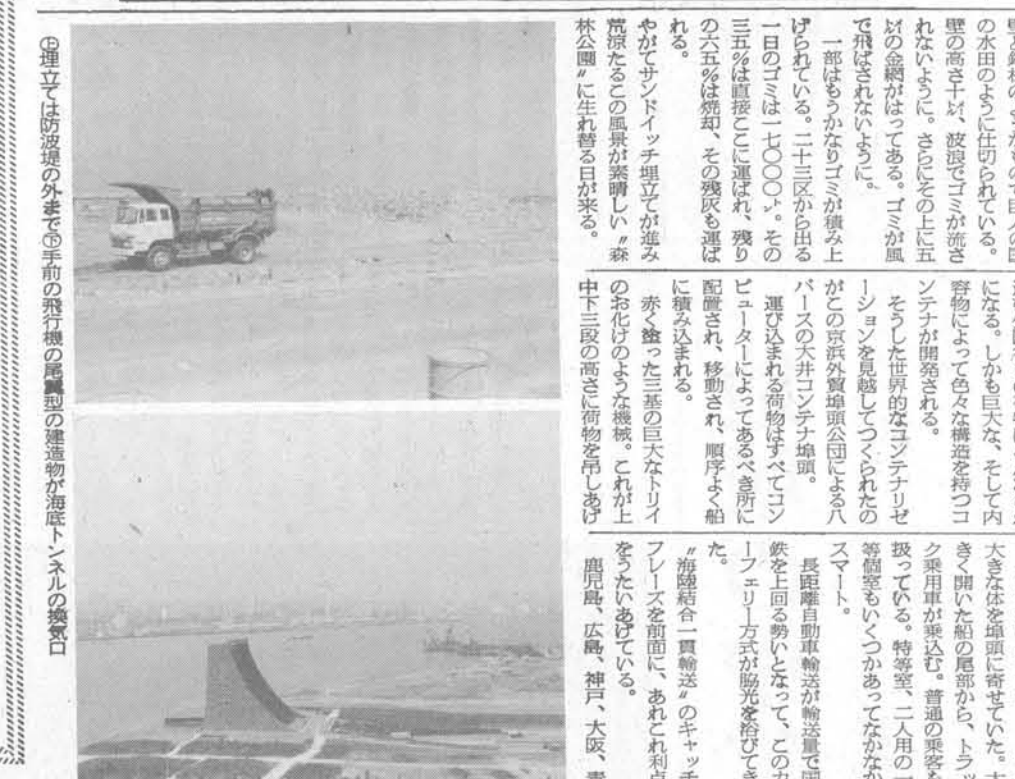 の水田のように仕切られている。
壁の高さ十㍍、波浪でゴミが流さ
れないように。さらにその上に五
㍍の金網がはってある。ゴミが風
で飛ばされないように。
一部はもうかなりゴミが積み上
げられている。二十三区から出る
一日のゴミは一七〇〇〇㌧。その
三五％は直接ここに運ばれ、残り
の六五％は焼却、その残灰も運ば
れる。
やがてサンドイッチ埋立てが進み
荒涼たるこの風景が素晴しい〝森
林公園〟に生れ替る日が来る。
になる。しかも巨大な、そして内
容物によって色々な構造を持つコ
ンテナが開発される。
そうした世界的なコンテナリゼ
ーションを見越してつくられたの
がこの京浜外貿埠頭公団による八
バースの大井コンテナ埠頭。
運び込まれる荷物はすべてコン
ピューターによってあるべき所に
配置され、移動され、順序よく船
に積み込まれる。
赤く塗った三基の巨大なトリイ
のお化けのような機械。これが上
中下三段の高さに荷物を吊しあげ
大きな体を埠頭に寄せていた。大
きく開いた船の尾部から、トラッ
ク乗用車が乗込む。普通の乗客も
扱っている。特等室、二人用の一
等個室もいくつかあってなかなか
スマート。
長距離自動車輸送が輸送量で国
鉄を上回る勢いとなって、このカ
ーフェリー方式が脇光を浴びてき
た。
〝海陸結合一貫輸送〟のキャッチ
フレーズを前面に、あれこれ利点
をうたいあげている。
鹿児島、広島、神戸、大阪、
㊤埋立ては防波堤の外まで㊦手前の飛行機の尾翼型の建造物が海底トンネルの換気口